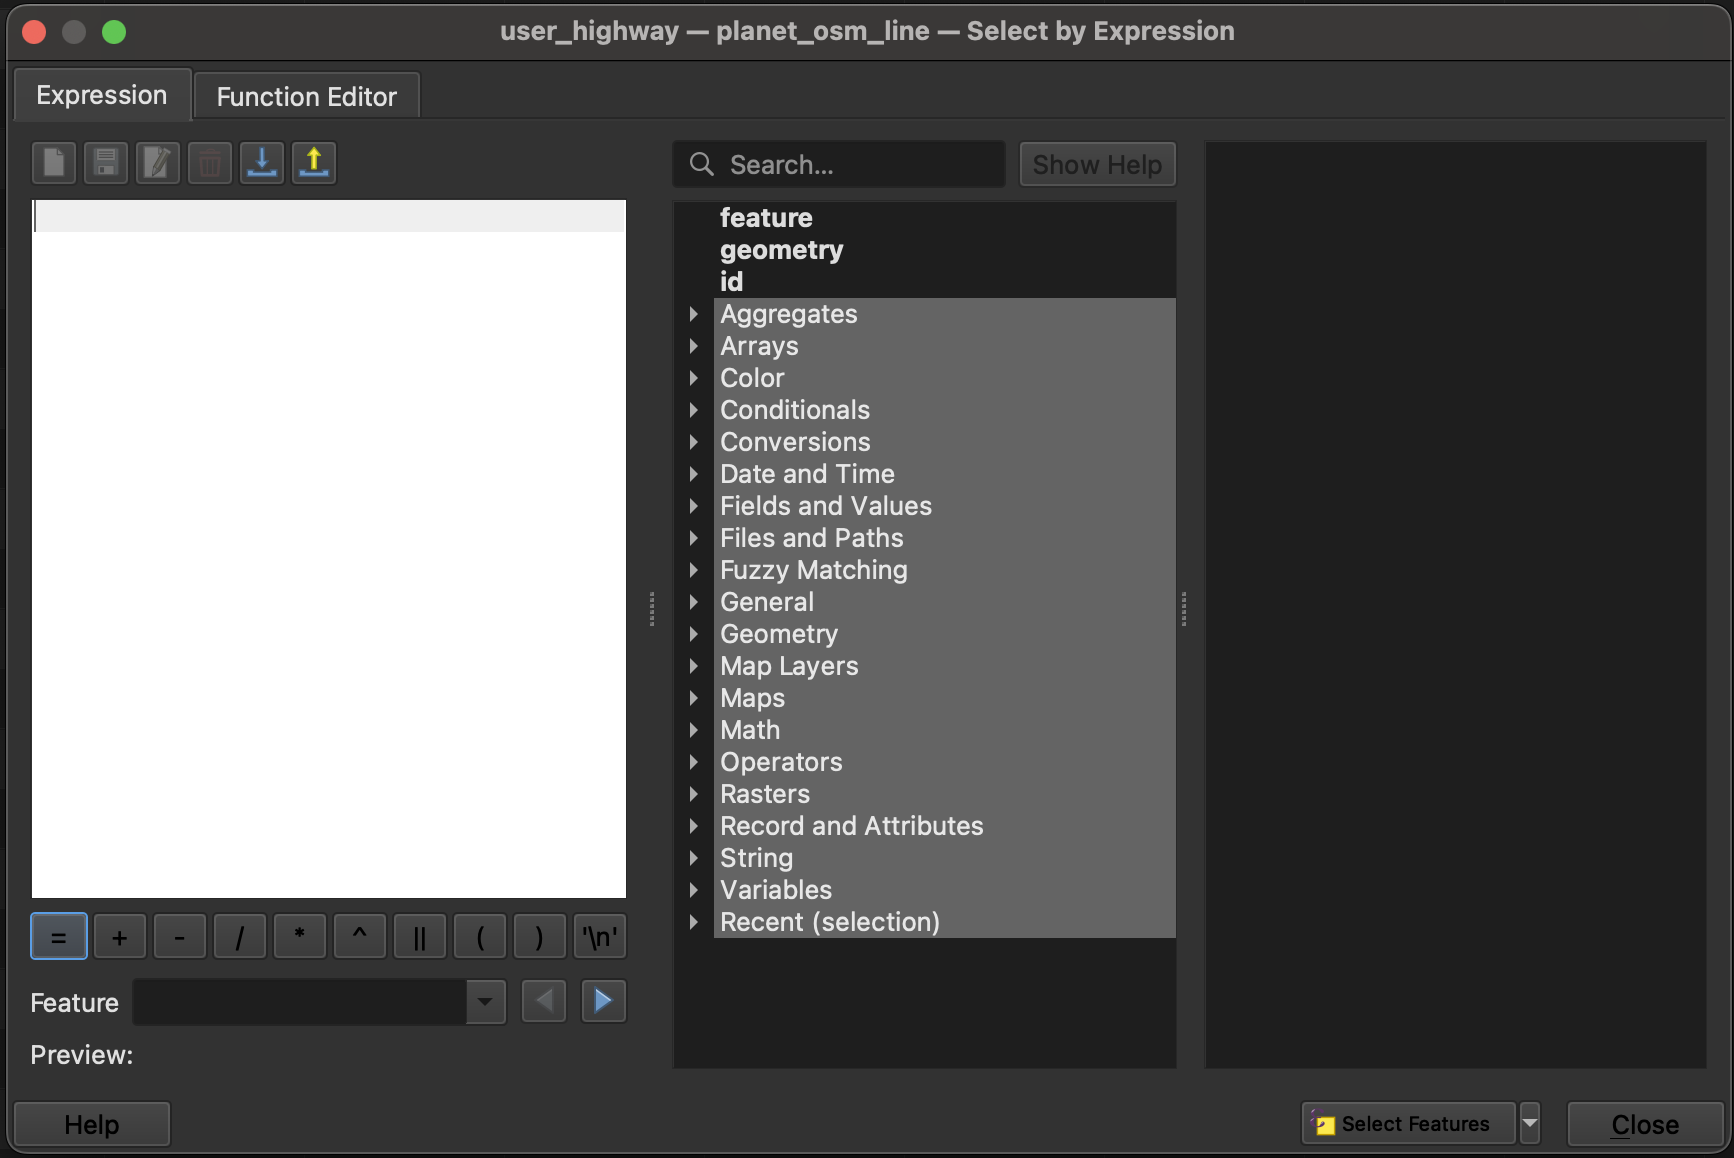 user_highway — planet_osm_line — Select by Expression
Expression
Function Editor
Search...
Show Help
feature
geometry
id
Aggregates
Arrays
Color
Conditionals
Conversions
Date and Time
Fields and Values
Files and Paths
Fuzzy Matching
General
Geometry
Map Layers
Maps
Math
Operators
Rasters
Record and Attributes
String
Variables
Recent (selection)
= + - / * ^ || ( ) '\n'
Feature
Preview:
Help
Select Features
Close